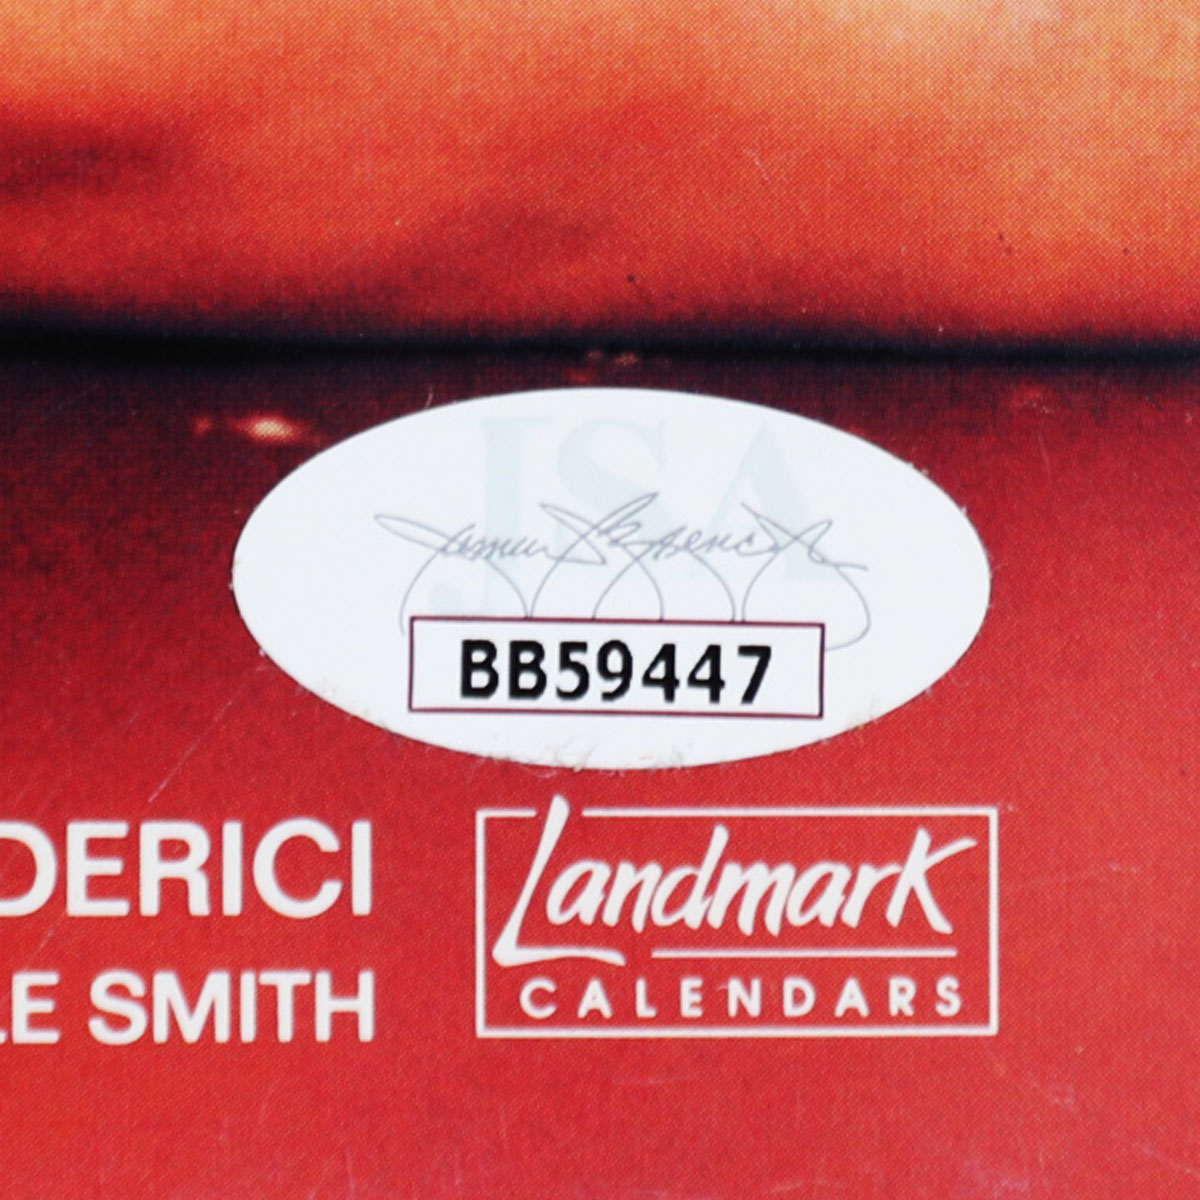 JSA
BB59447
DERICI
LE SMITH
Landmark
CALENDARS